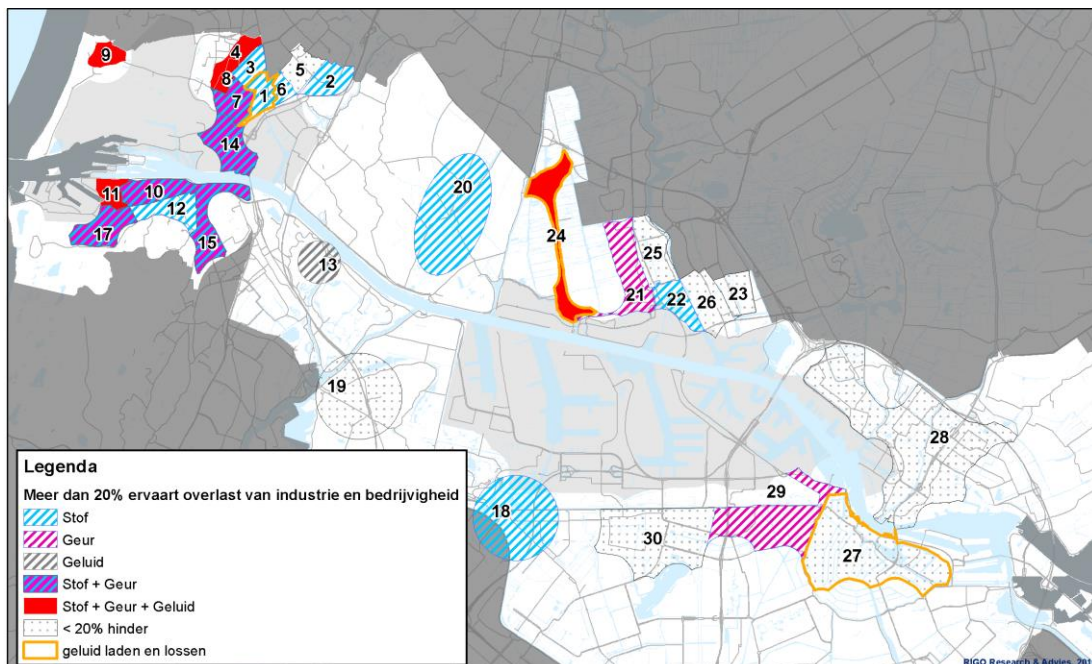 9
4
3
5
2
8
6
7
1
14
20
11
10
24
12
25
17
15
13
21
22
26
23
19
28
Legenda
Meer dan 20% ervaart overlast van industrie en bedrijvigheid
Stof
Geur
Geluid
Stof + Geur
Stof + Geur + Geluid
< 20% hinder
geluid laden en lossen
29
18
30
27
RIGO Research & Advies,